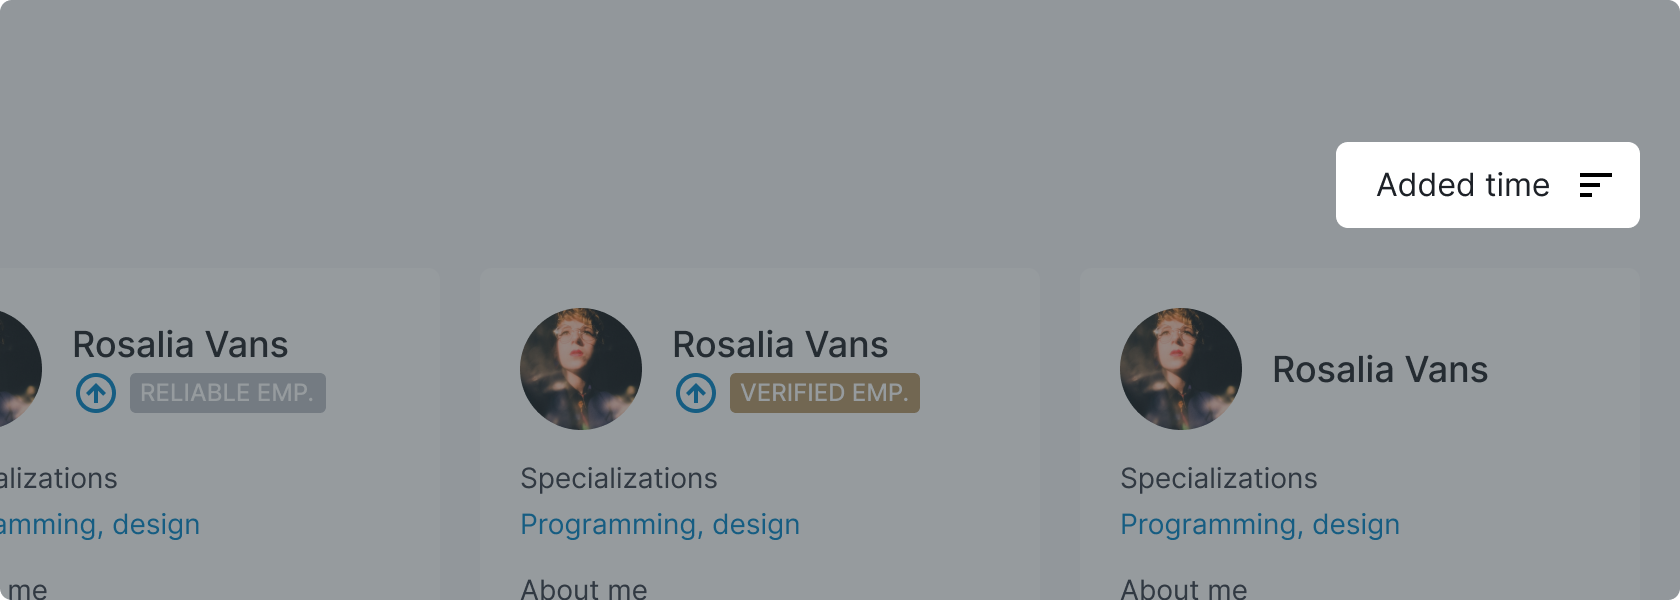 Added time
Rosalia Vans
RELIABLE EMP.
alizations
amming, design
me
Rosalia Vans
VERIFIED EMP.
Specializations
Programming, design
About me
Rosalia Vans
Specializations
Programming, design
About me